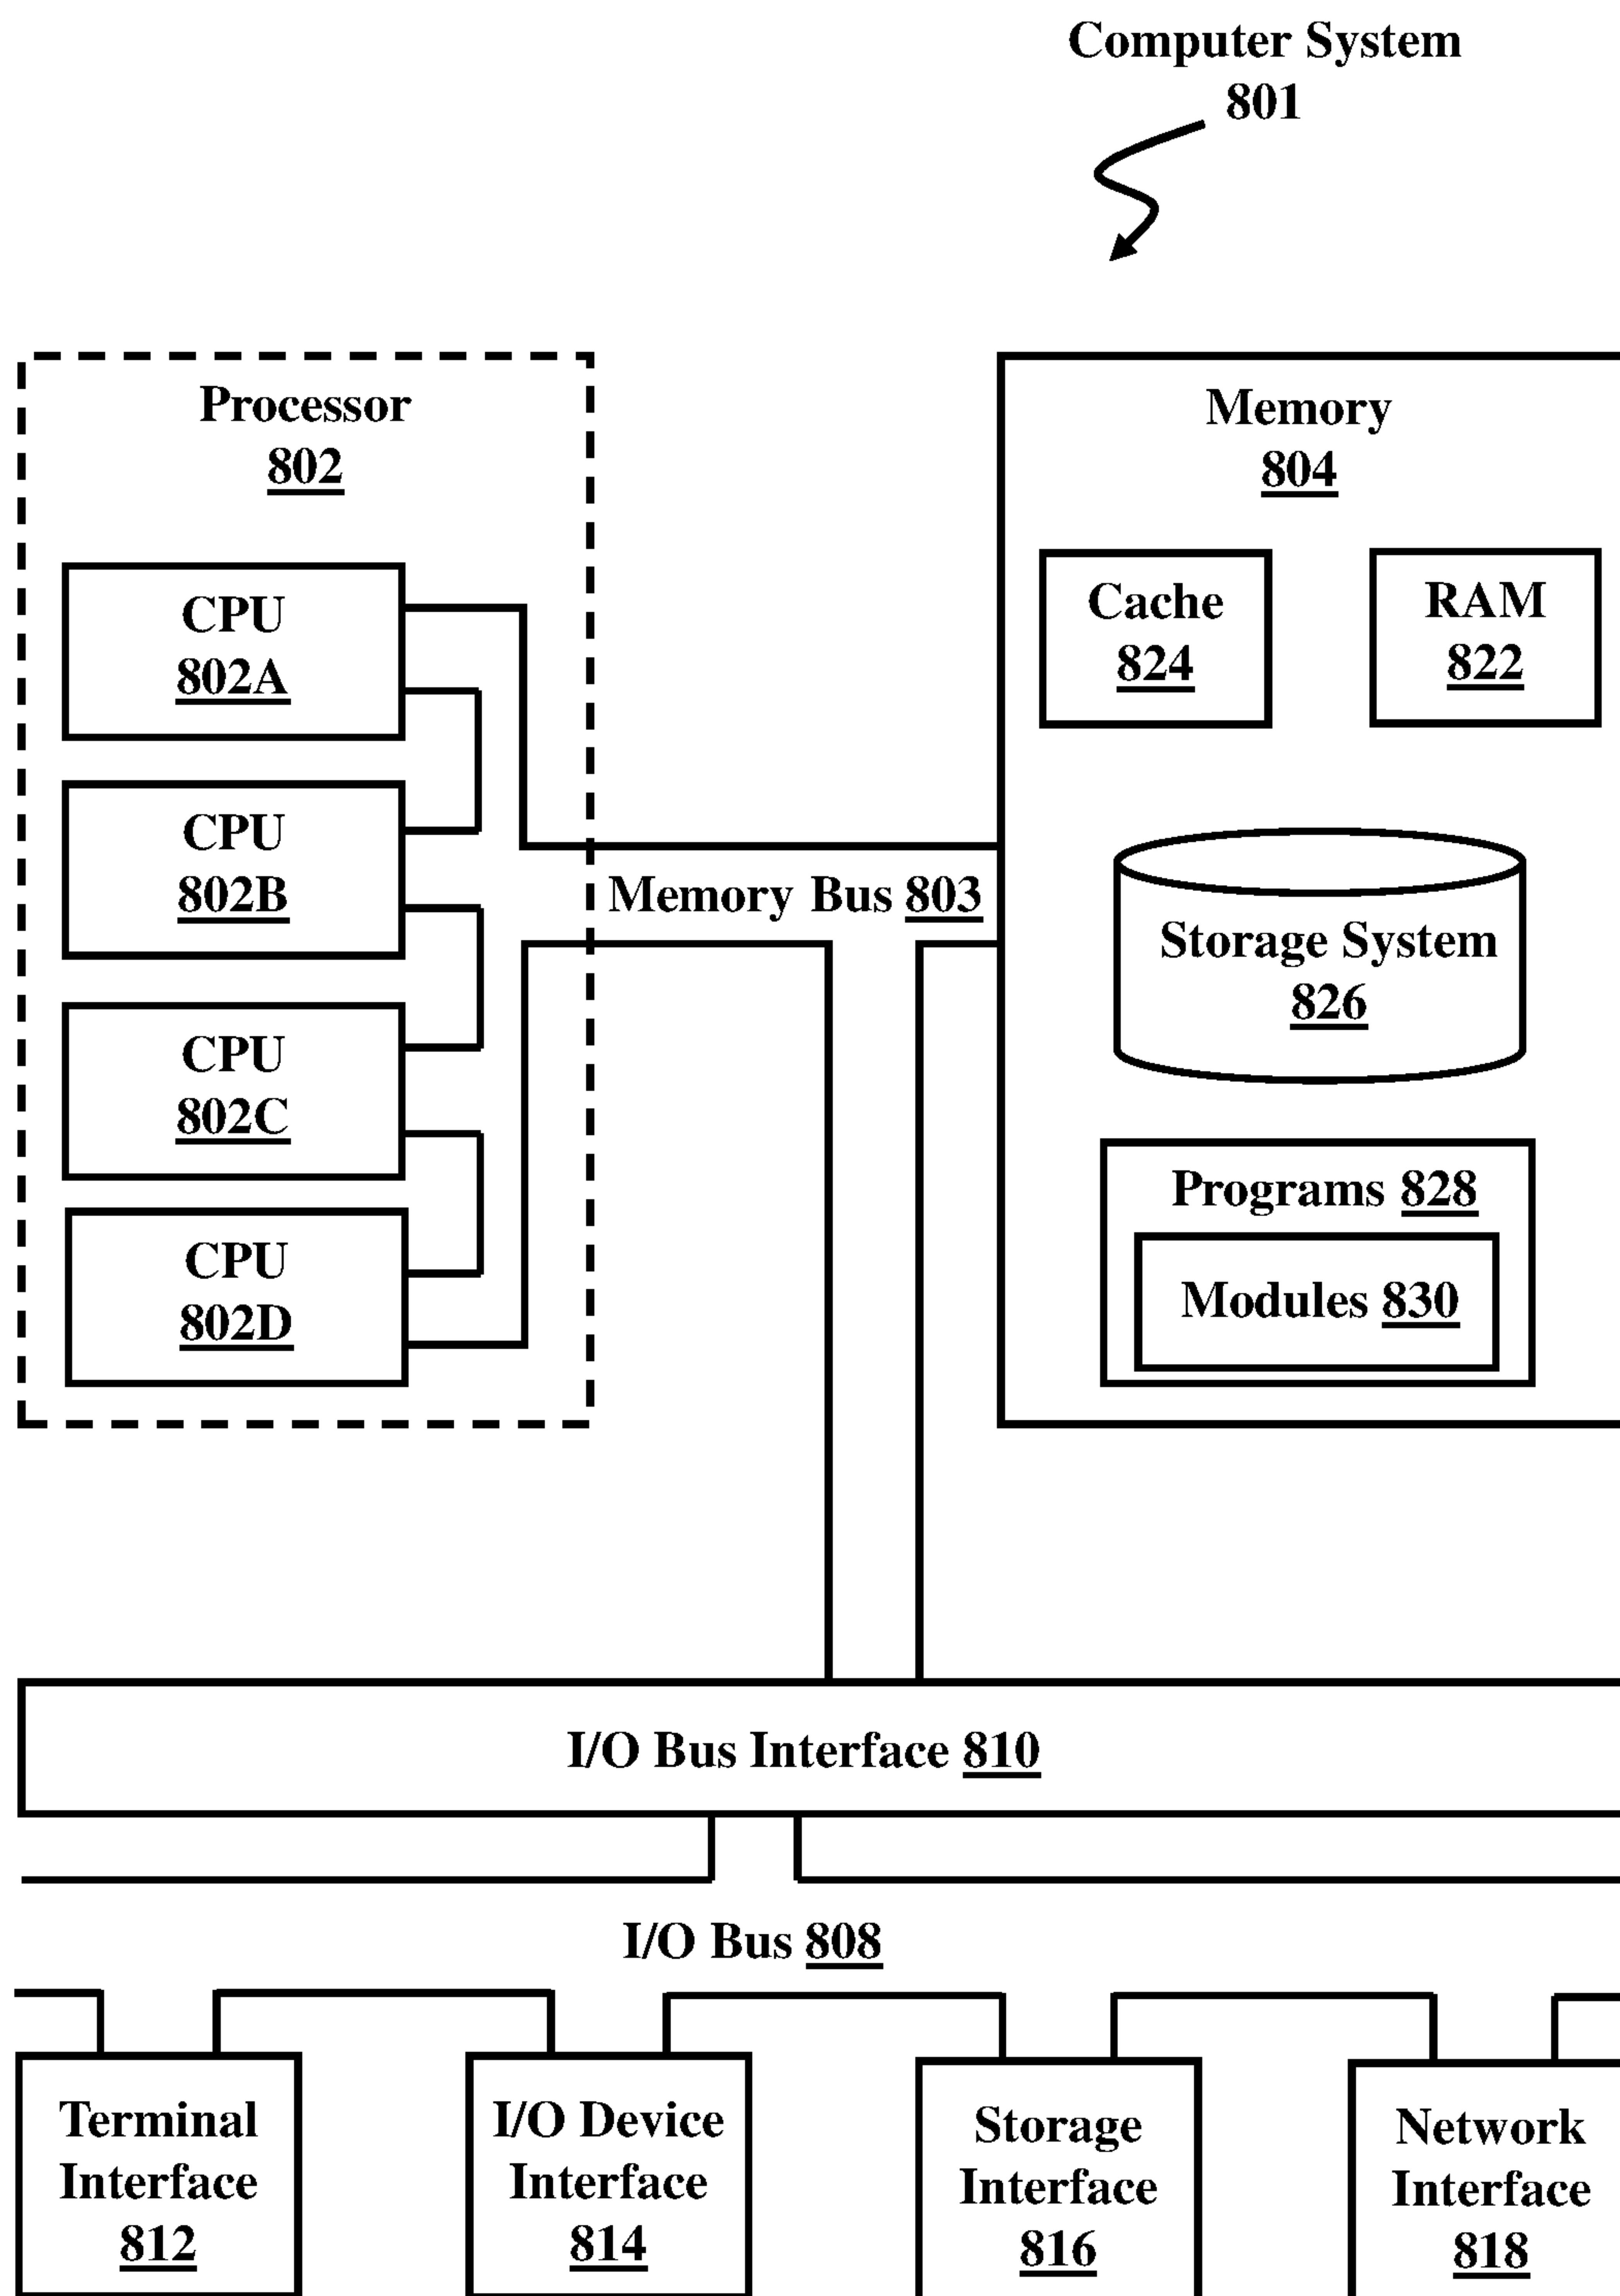 Computer System
801
Processor
802
CPU
802A
CPU
802B
CPU
802C
CPU
802D
Memory Bus 803
Memory
804
Cache
824
RAM
822
Storage System
826
Programs 828
Modules 830
I/O Bus Interface 810
I/O Bus 808
Terminal
Interface
812
I/O Device
Interface
814
Storage
Interface
816
Network
Interface
818